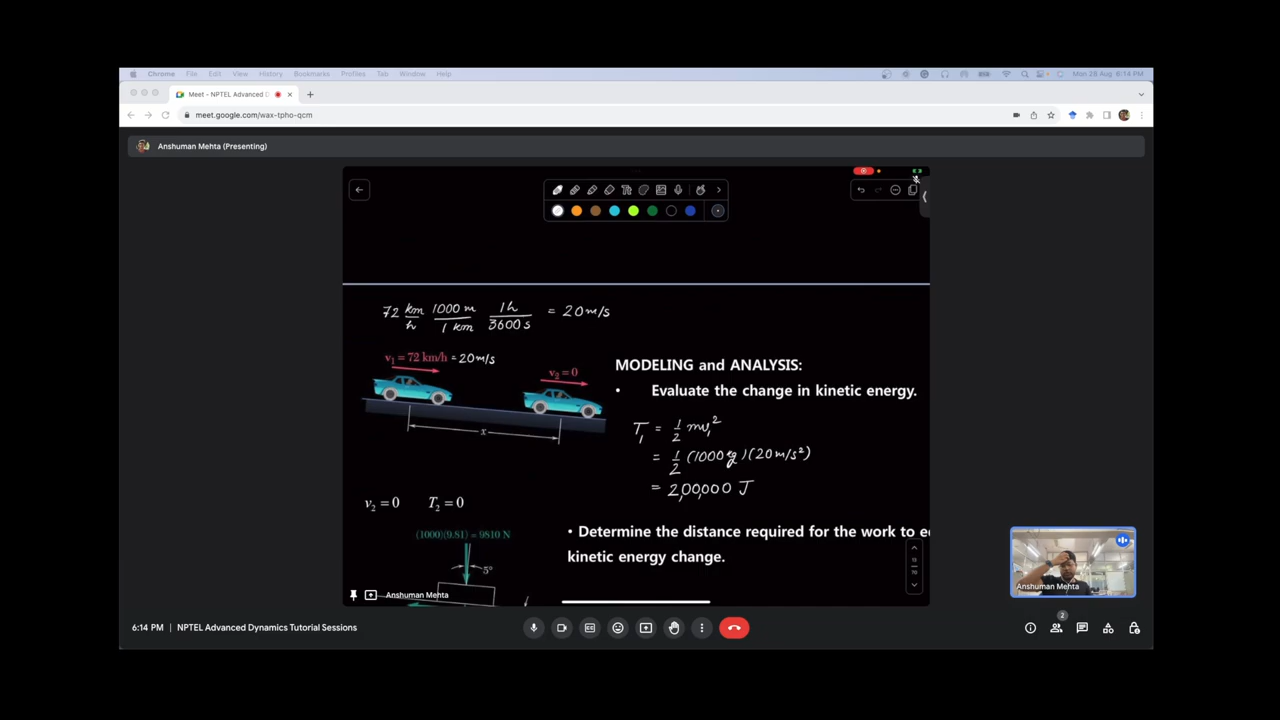 Chrome File Edit View History Bookmarks Profiles Tab Window Help Mon 28 Aug 6:14 PM
Meet - NPTEL Advanced D
meet.google.com/wax-tpho-qcm
Anshuman Mehta (Presenting)
72 km/h 1000 m/1 km 1h/3600 s = 20 m/s
v₁ = 72 km/h = 20 m/s
v₂ = 0
x
MODELING and ANALYSIS:
• Evaluate the change in kinetic energy.
T₁ = 1/2 mv₁²
= 1/2 (1000 kg)(20 m/s²)
= 2,00,000 J
v₂ = 0 T₂ = 0
(1000)(9.81) = 9810 N
5°
• Determine the distance required for the work to e
kinetic energy change.
Anshuman Mehta
Anshuman Mehta
2
6:14 PM | NPTEL Advanced Dynamics Tutorial Sessions